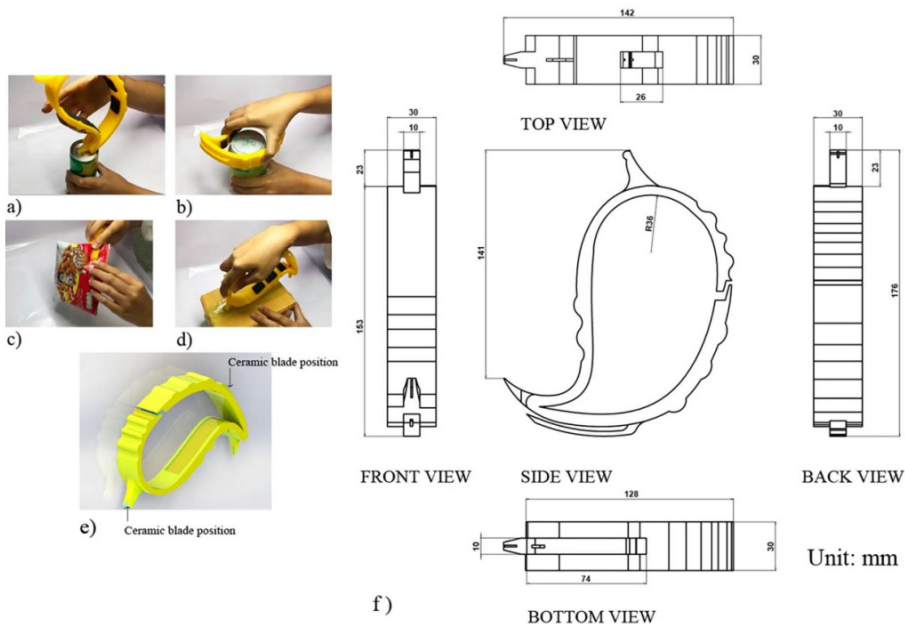 142
30
26
TOP VIEW
a)
b)
c)
d)
Ceramic blade position
e)
Ceramic blade position
30
10
23
153
FRONT VIEW
141
R36
SIDE VIEW
30
10
23
176
BACK VIEW
128
10
30
74
BOTTOM VIEW
Unit: mm
f)